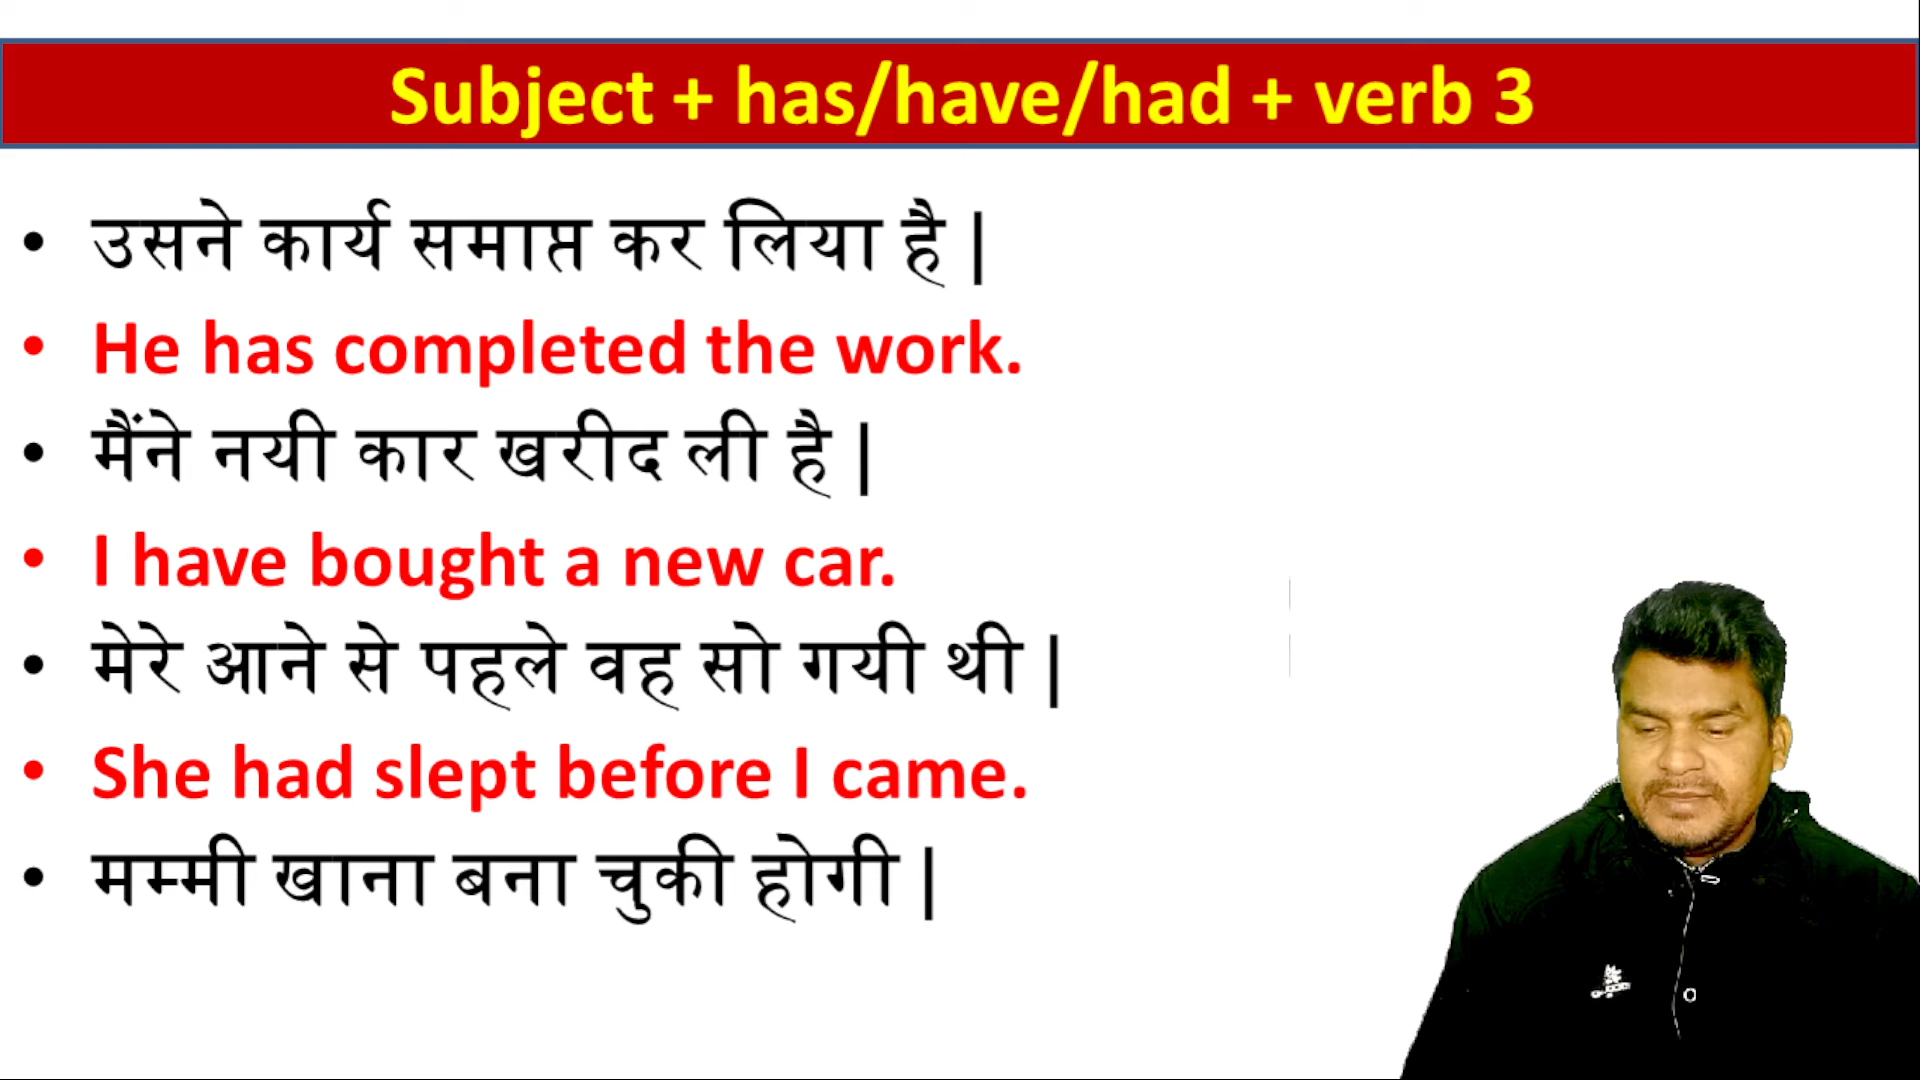 Subject + has/have/had + verb 3
• उसने कार्य समाप्त कर लिया है |
• He has completed the work.
• मैंने नयी कार खरीद ली है |
• I have bought a new car.
• मेरे आने से पहले वह सो गयी थी |
• She had slept before I came.
• मम्मी खाना बना चुकी होगी |